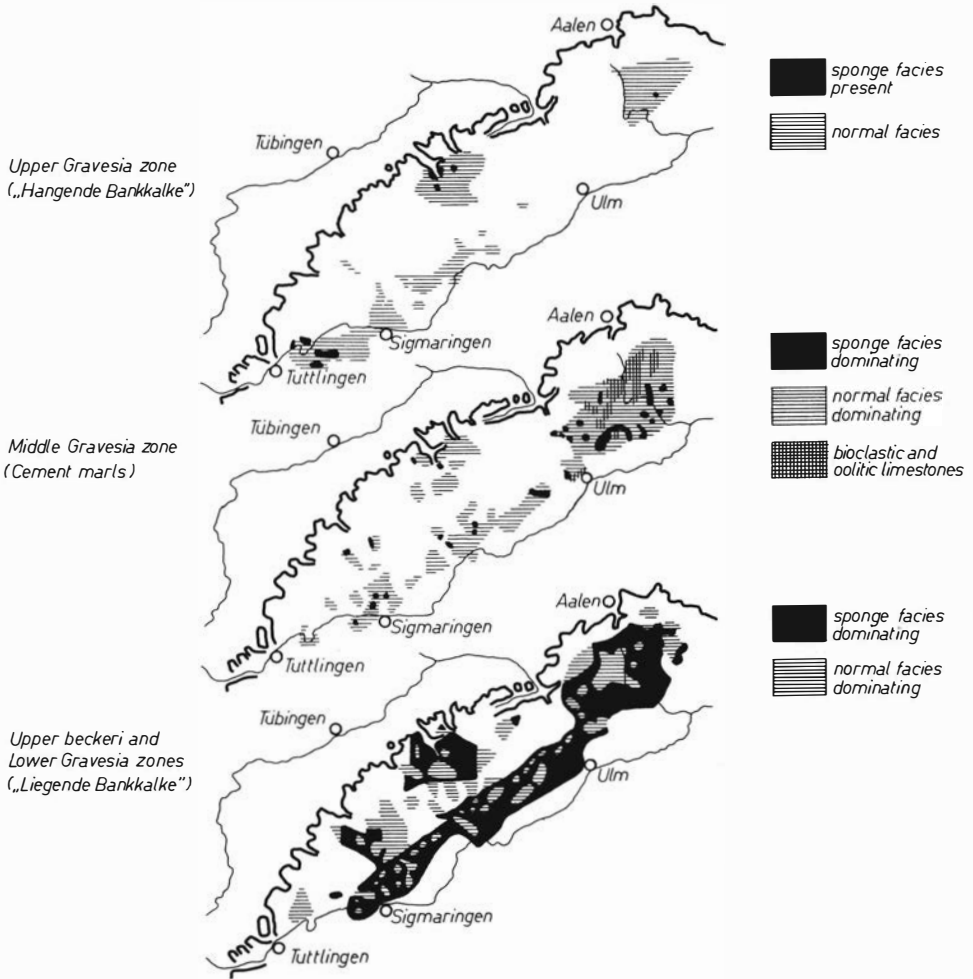 Aalen
Tübingen
Ulm
Sigmaringen
Tuttlingen
Upper Gravesia zone
(„Hangende Bankkalke")
sponge facies
present
normal facies
Aalen
Tübingen
Ulm
Sigmaringen
Tuttlingen
Middle Gravesia zone
(Cement marls)
sponge facies
dominating
normal facies
dominating
bioclastic and
oolitic limestones
Aalen
Tübingen
Ulm
Sigmaringen
Tuttlingen
Upper beckeri and
Lower Gravesia zones
(„Liegende Bankkalke")
sponge facies
dominating
normal facies
dominating